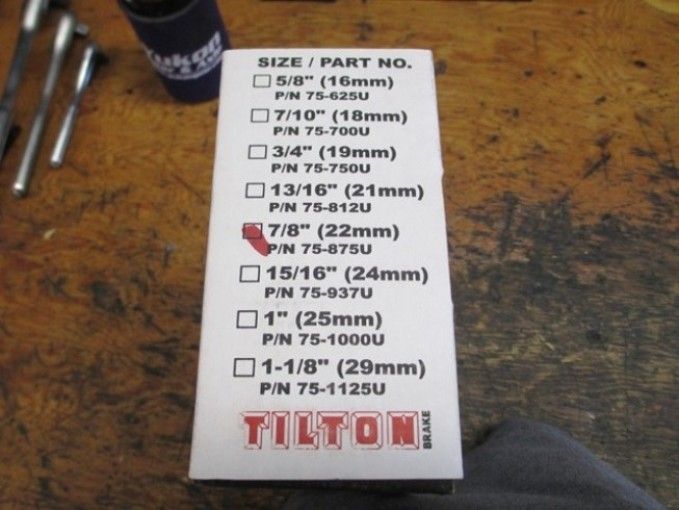 Yukon
SIZE / PART NO.
5/8" (16mm)
P/N 75-625U
7/10" (18mm)
P/N 75-700U
3/4" (19mm)
P/N 75-750U
13/16" (21mm)
P/N 75-812U
7/8" (22mm)
P/N 75-875U
15/16" (24mm)
P/N 75-937U
1" (25mm)
P/N 75-1000U
1-1/8" (29mm)
P/N 75-1125U
TILTON
BRAKE